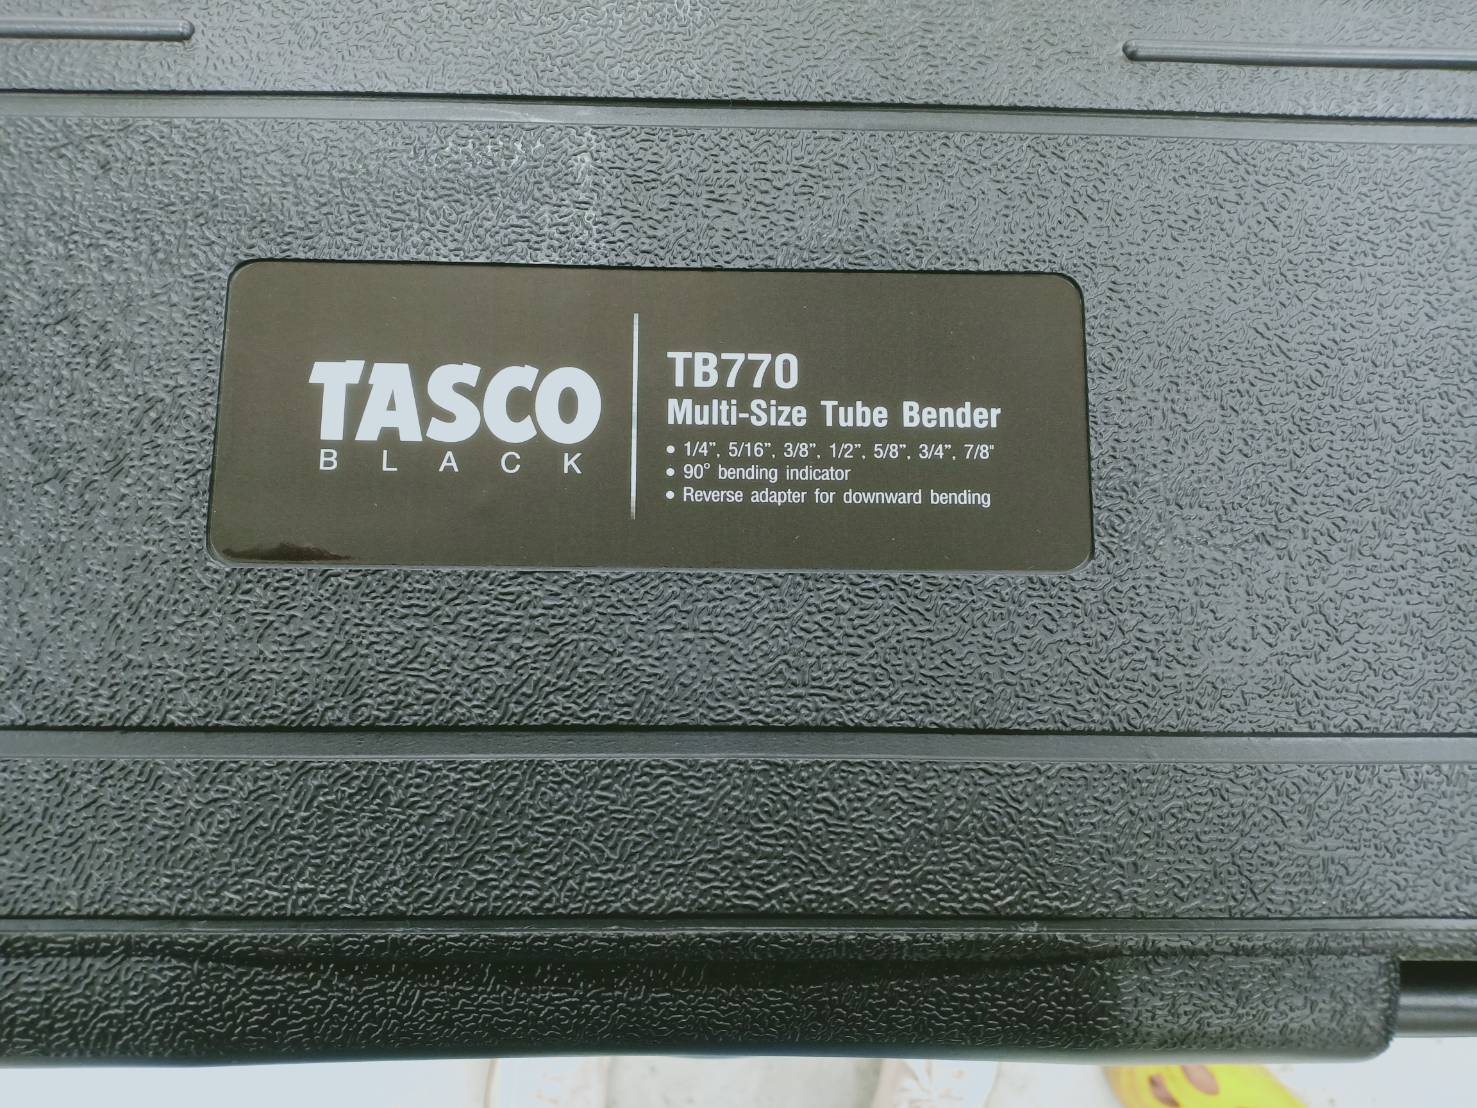 TASCO
BLACK
TB770
Multi-Size Tube Bender
• 1/4”, 5/16”, 3/8”, 1/2”, 5/8”, 3/4”, 7/8"
• 90° bending indicator
• Reverse adapter for downward bending